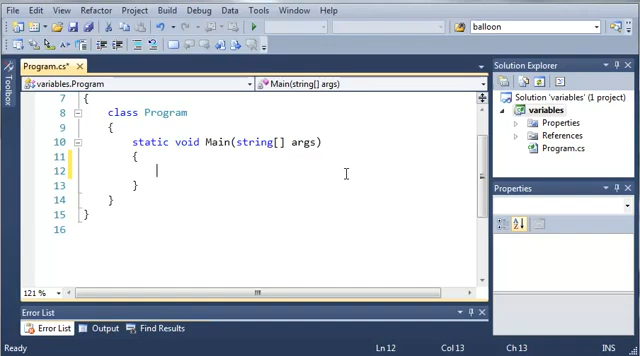 File Edit View Refactor Project Build Debug Data Tools Window Help
balloon
Program.cs*
variables.Program
Main(string[] args)
7 {
8 class Program
9 {
10 static void Main(string[] args)
11 {
12
13 }
14 }
15 }
16
121 %
Toolbox
Solution Explorer
Solution 'variables' (1 project)
variables
Properties
References
Program.cs
Properties
Error List
Error List Output Find Results
Ready Ln 12 Col 13 Ch 13 INS